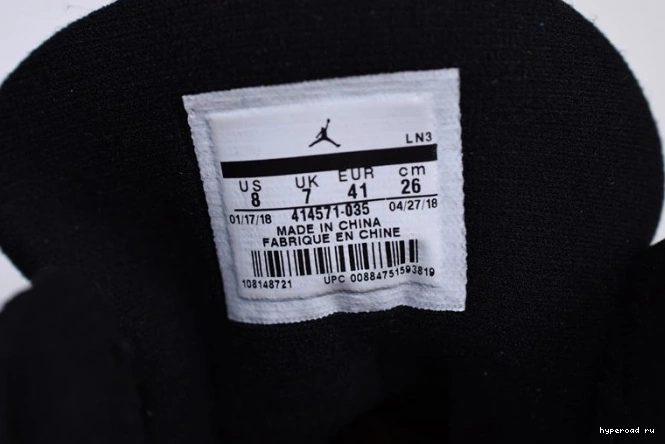 LN3
US UK EUR cm
8 7 41 26
01/17/18 414571-035 04/27/18
MADE IN CHINA
FABRIQUE EN CHINE
108148721 UPC 00884751593819
hyperoad ru